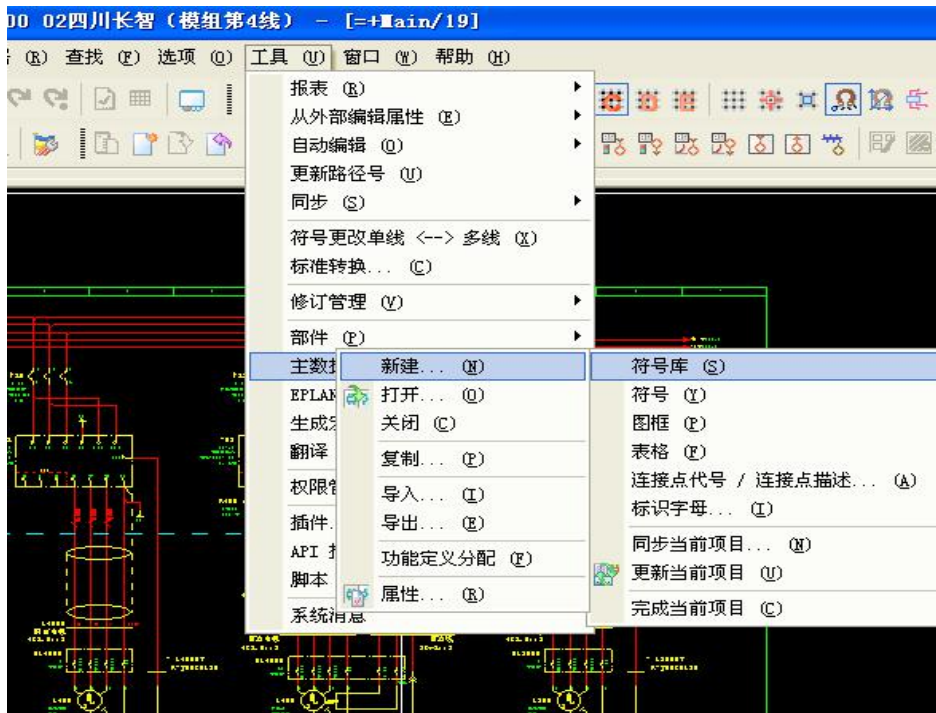 00 02四川长智（模组第4线） - [=+Main/19]
(R) 查找 (F) 选项 (O) 工具 (U) 窗口 (W) 帮助 (H)
报表 (R)
从外部编辑属性 (E)
自动编辑 (O)
更新路径号 (U)
同步 (S)
符号更改单线 <--> 多线 (X)
标准转换... (C)
修订管理 (V)
部件 (P)
主数据
EPLAN
生成
翻译
权限管
插件.
API
脚本
系统消息
新建... (N)
打开... (O)
关闭 (C)
复制... (P)
导入... (I)
导出... (E)
功能定义分配 (F)
属性... (R)
符号库 (S)
符号 (Y)
图框 (P)
表格 (F)
连接点代号 / 连接点描述... (A)
标识字母... (I)
同步当前项目... (N)
更新当前项目 (U)
完成当前项目 (C)